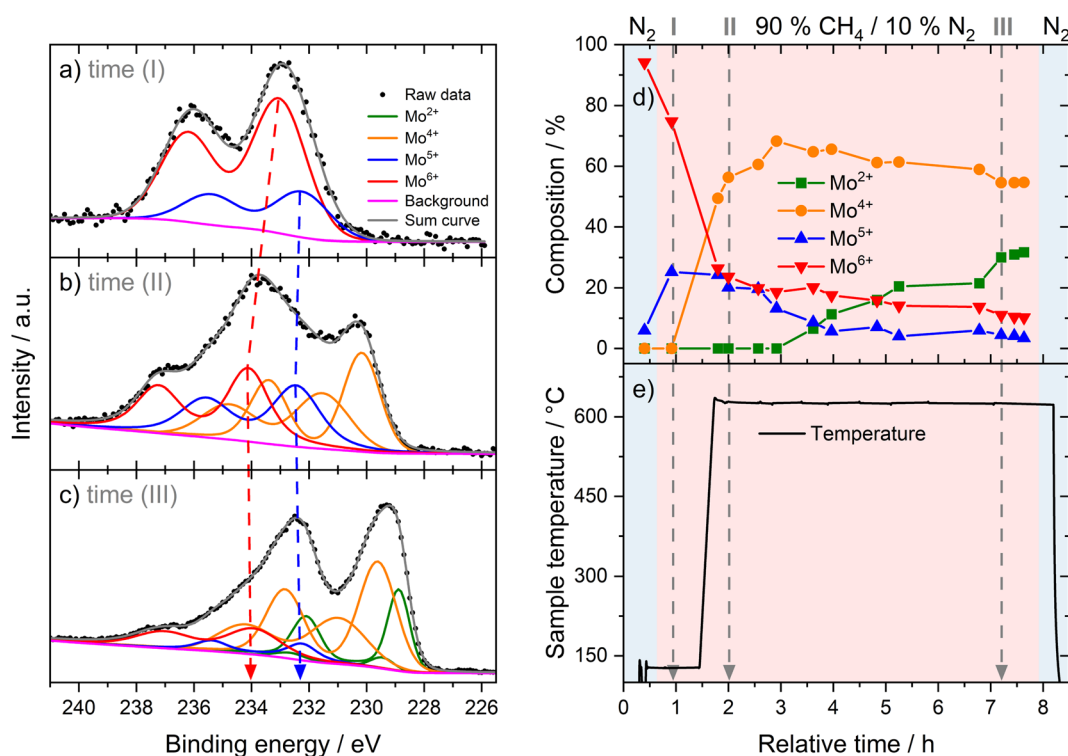 N₂ I II 90 % CH₄ / 10 % N₂ III N₂
a) time (I)
Raw data
Mo²⁺
Mo⁴⁺
Mo⁵⁺
Mo⁶⁺
Background
Sum curve
b) time (II)
c) time (III)
Intensity / a.u.
240 238 236 234 232 230 228 226
Binding energy / eV
d)
100
80
60
40
20
0
Composition / %
Mo²⁺
Mo⁴⁺
Mo⁵⁺
Mo⁶⁺
e)
600
450
300
150
Sample temperature / °C
Temperature
0 1 2 3 4 5 6 7 8
Relative time / h